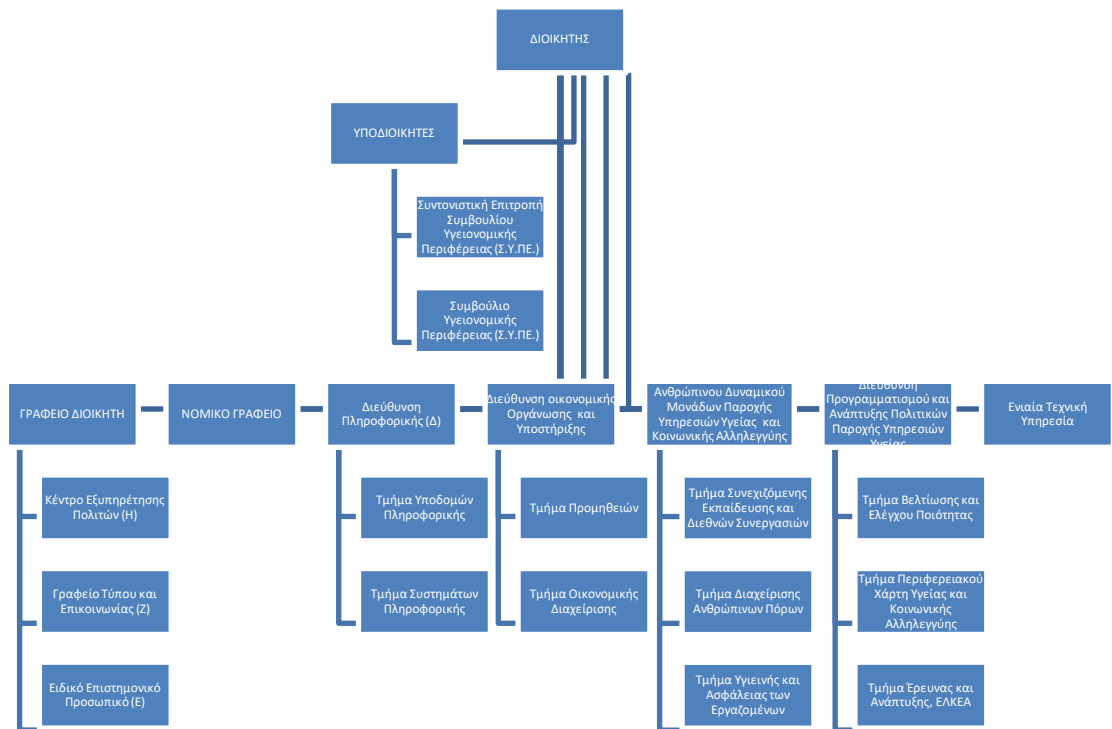 ΔΙΟΙΚΗΤΗΣ
ΥΠΟΔΙΟΙΚΗΤΕΣ
Συντονιστική Επιτροπή
Συμβουλίου
Υγειονομικής
Περιφέρειας (Σ.Υ.ΠΕ.)
Συμβούλιο
Υγειονομικής
Περιφέρειας (Σ.Υ.ΠΕ.)
ΓΡΑΦΕΙΟ ΔΙΟΙΚΗΤΗ
ΝΟΜΙΚΟ ΓΡΑΦΕΙΟ
Διεύθυνση
Πληροφορικής (Δ)
Διεύθυνση οικονομικής
Οργάνωσης και
Υποστήριξης
Ανθρώπινου Δυναμικού
Μονάδων Παροχής
Υπηρεσιών Υγείας και
Κοινωνικής Αλληλεγγύης
Διεύθυνση
Προγραμματισμού και
Ανάπτυξης Πολιτικών
Παροχής Υπηρεσιών
Υγείας
Ενιαία Τεχνική
Υπηρεσία
Κέντρο Εξυπηρέτησης
Πολιτών (Η)
Γραφείο Τύπου και
Επικοινωνίας (Ζ)
Ειδικό Επιστημονικό
Προσωπικό (Ε)
Τμήμα Υποδομών
Πληροφορικής
Τμήμα Συστημάτων
Πληροφορικής
Τμήμα Προμηθειών
Τμήμα Οικονομικής
Διαχείρισης
Τμήμα Συνεχιζόμενης
Εκπαίδευσης και
Διεθνών Συνεργασιών
Τμήμα Διαχείρισης
Ανθρώπινων Πόρων
Τμήμα Υγιεινής και
Ασφάλειας των
Εργαζομένων
Τμήμα Βελτίωσης και
Ελέγχου Ποιότητας
Τμήμα Περιφερειακού
Χάρτη Υγείας και
Κοινωνικής
Αλληλεγγύης
Τμήμα Έρευνας και
Ανάπτυξης, ΕΛΚΕΑ